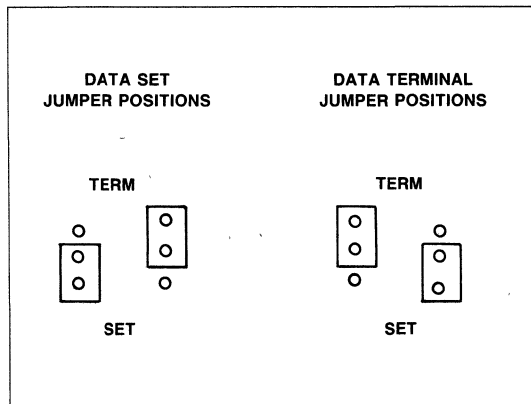 DATA SET
JUMPER POSITIONS
TERM
SET
DATA TERMINAL
JUMPER POSITIONS
TERM
SET